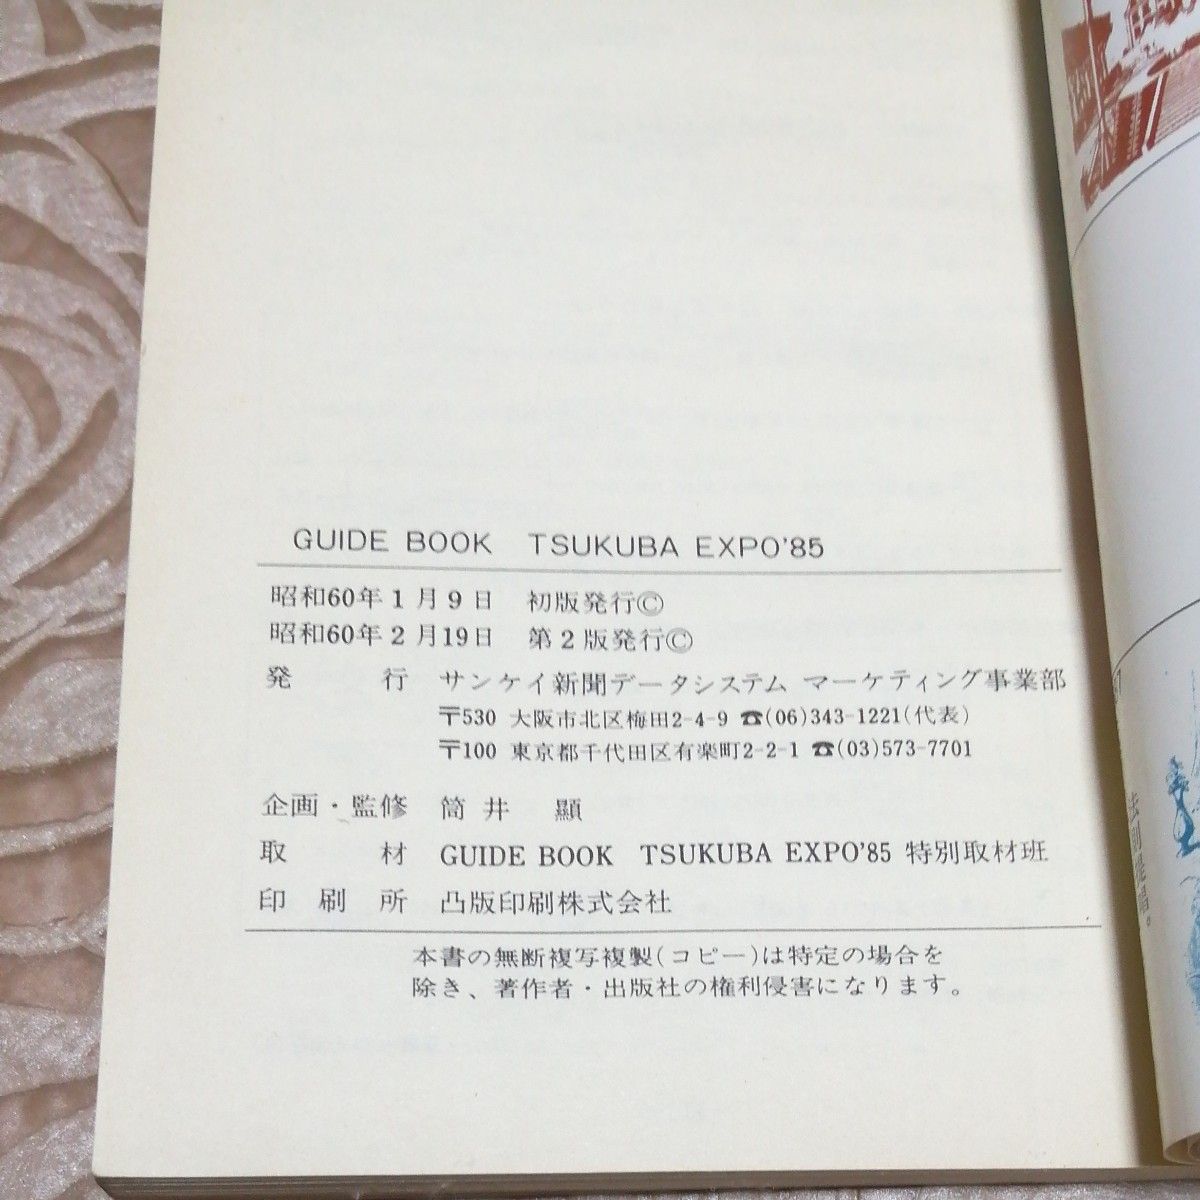 GUIDE BOOK　TSUKUBA EXPO'85
昭和60年1月9日　初版発行Ⓒ
昭和60年2月19日　第2版発行Ⓒ
発　　行　サンケイ新聞データシステム　マーケティング事業部
〒530 大阪市北区梅田2-4-9 ☎(06)343-1221(代表)
〒100 東京都千代田区有楽町2-2-1 ☎(03)573-7701
企画・監修　筒井　顯
取　　材　GUIDE BOOK　TSUKUBA EXPO'85 特別取材班
印　刷　所　凸版印刷株式会社
本書の無断複写複製(コピー)は特定の場合を
除き、著作者・出版社の権利侵害になります。